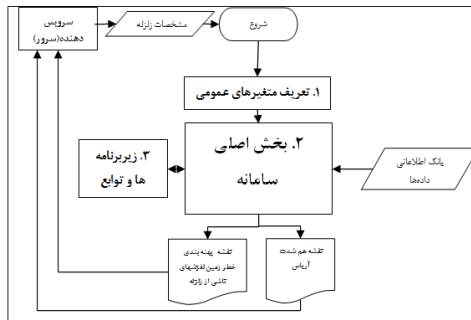 سرویس
دهنده(سرور)
مشخصات زلزله
شروع
۱. تعریف متغیرهای عمومی
۲. بخش اصلی
سامانه
۳. زیربرنامه
ها و توابع
بانک اطلاعاتی
داده‌ها
نقشه پهنه بندی
خطر زمین لغزشهای
ناشی از زلزله
نقشه هم شدت
آریاس